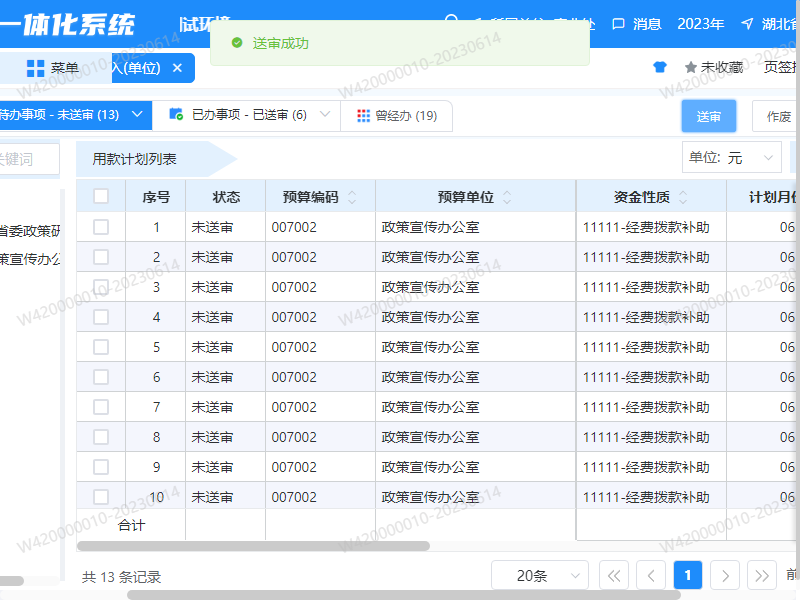 一体化系统
消息 2023年 湖北省
送审成功
菜单 入(单位) × 未收藏 页签
待办事项 - 未送审 (13) 已办事项 - 已送审 (6) 曾经办 (19) 送审 作废
关键词 用款计划列表 单位: 元
序号 状态 预算编码 预算单位 资金性质 计划月份
1 未送审 007002 政策宣传办公室 11111-经费拨款补助 06
省委政策研
2 未送审 007002 政策宣传办公室 11111-经费拨款补助 06
策宣传办公
3 未送审 007002 政策宣传办公室 11111-经费拨款补助 06
4 未送审 007002 政策宣传办公室 11111-经费拨款补助 06
5 未送审 007002 政策宣传办公室 11111-经费拨款补助 06
6 未送审 007002 政策宣传办公室 11111-经费拨款补助 06
7 未送审 007002 政策宣传办公室 11111-经费拨款补助 06
8 未送审 007002 政策宣传办公室 11111-经费拨款补助 06
9 未送审 007002 政策宣传办公室 11111-经费拨款补助 06
10 未送审 007002 政策宣传办公室 11111-经费拨款补助 06
合计
共 13 条记录 20条 1 前
W420000010-20230614
W420000010-20230614
W420000010-20230614
W420000010-20230614
W420000010-20230614
W420000010-20230614
W420000010-20230614
W420000010-20230614
W420000010-20230614